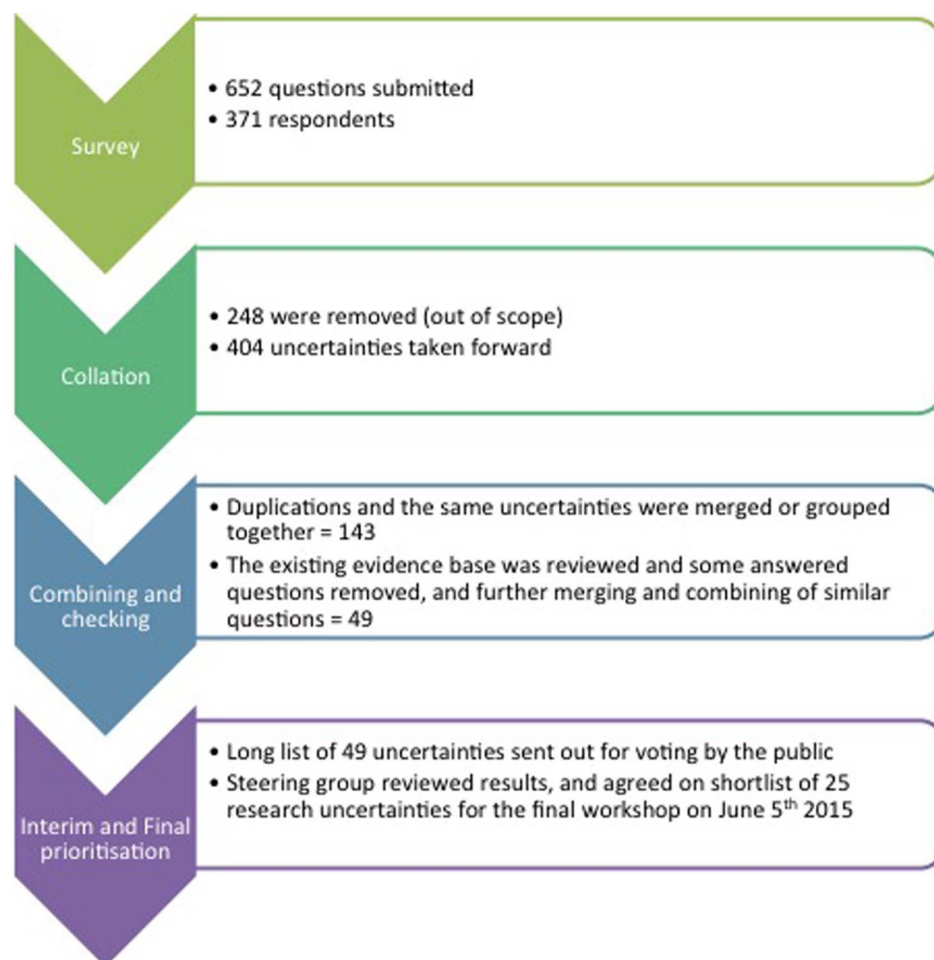 Survey
• 652 questions submitted
• 371 respondents
Collation
• 248 were removed (out of scope)
• 404 uncertainties taken forward
Combining and
checking
• Duplications and the same uncertainties were merged or grouped
together = 143
• The existing evidence base was reviewed and some answered
questions removed, and further merging and combining of similar
questions = 49
Interim and Final
prioritisation
• Long list of 49 uncertainties sent out for voting by the public
• Steering group reviewed results, and agreed on shortlist of 25
research uncertainties for the final workshop on June 5th 2015